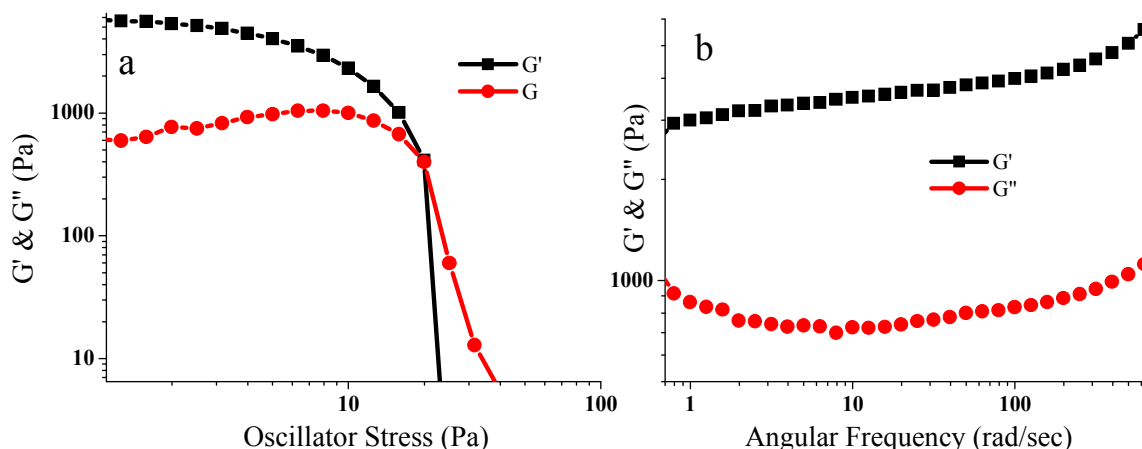 a
G'
G
1000
100
10
10
100
G' & G'' (Pa)
Oscillator Stress (Pa)
b
G'
G''
1000
1
10
100
G' & G'' (Pa)
Angular Frequency (rad/sec)